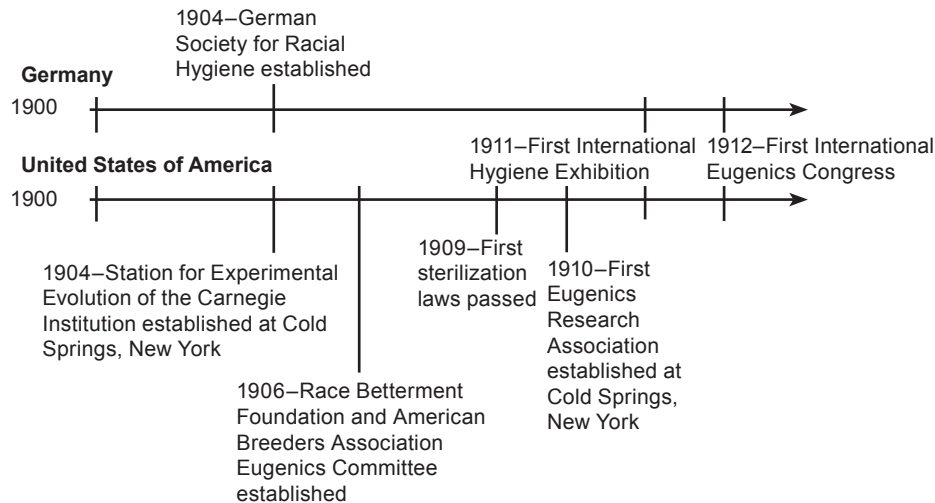 1904–German
Society for Racial
Hygiene established
Germany
1900
1911–First International
Hygiene Exhibition
1912–First International
Eugenics Congress
United States of America
1900
1904–Station for Experimental
Evolution of the Carnegie
Institution established at Cold
Springs, New York
1906–Race Betterment
Foundation and American
Breeders Association
Eugenics Committee
established
1909–First
sterilization
laws passed
1910–First
Eugenics
Research
Association
established at
Cold Springs,
New York